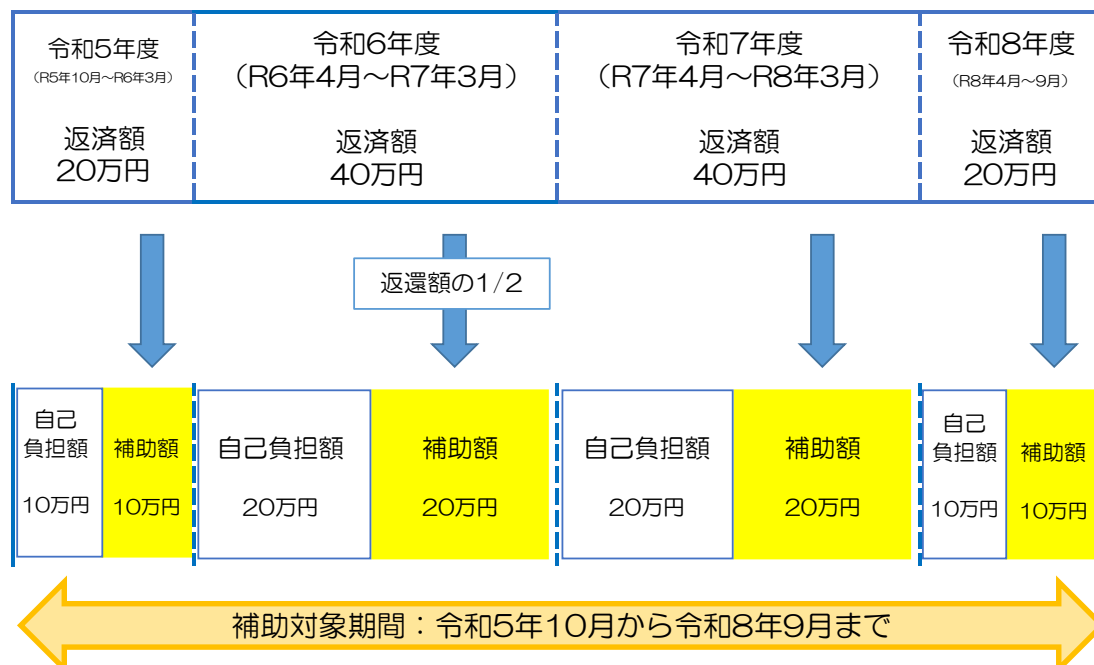 令和5年度
（R5年10月～R6年3月）
返済額
20万円
令和6年度
（R6年4月～R7年3月）
返済額
40万円
令和7年度
（R7年4月～R8年3月）
返済額
40万円
令和8年度
（R8年4月～9月）
返済額
20万円
返還額の1/2
自己
負担額
10万円
補助額
10万円
自己負担額
20万円
補助額
20万円
自己負担額
20万円
補助額
20万円
自己
負担額
10万円
補助額
10万円
補助対象期間：令和5年10月から令和8年9月まで